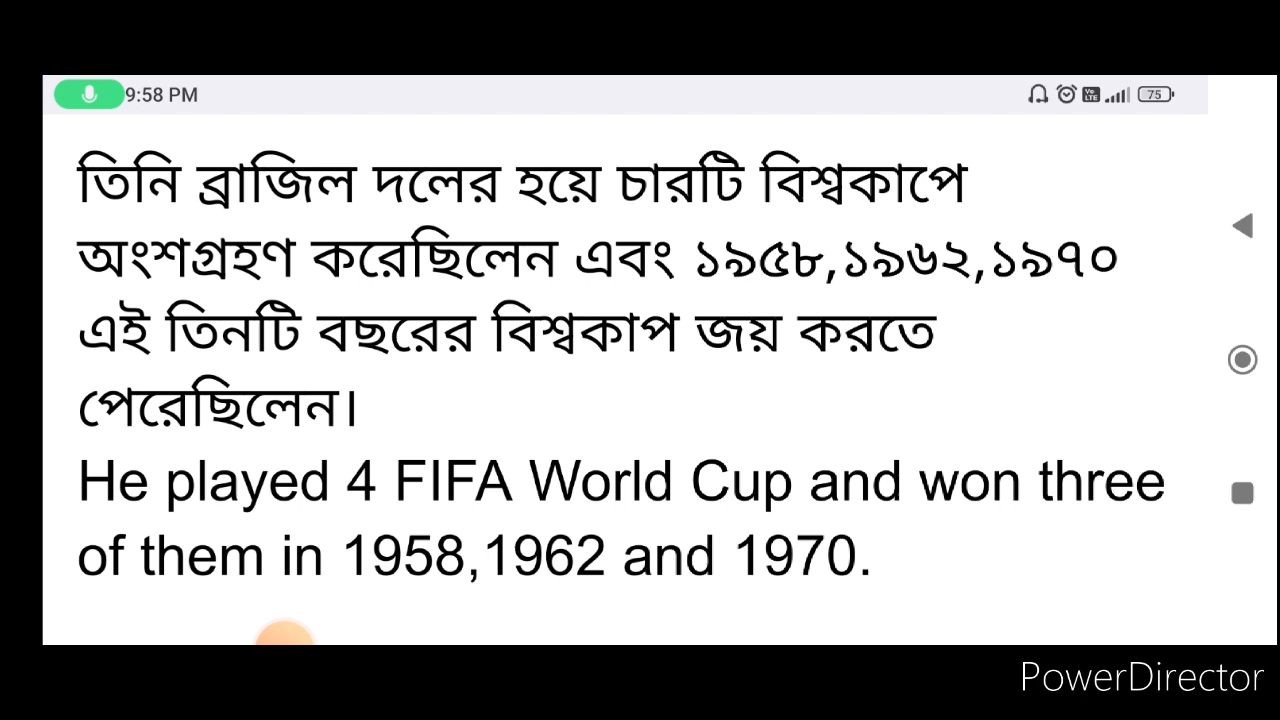 9:58 PM
Vo LTE
75
তিনি ব্রাজিল দলের হয়ে চারটি বিশ্বকাপে
অংশগ্রহণ করেছিলেন এবং ১৯৫৮,১৯৬২,১৯৭০
এই তিনটি বছরের বিশ্বকাপ জয় করতে
পেরেছিলেন।
He played 4 FIFA World Cup and won three
of them in 1958,1962 and 1970.
PowerDirector